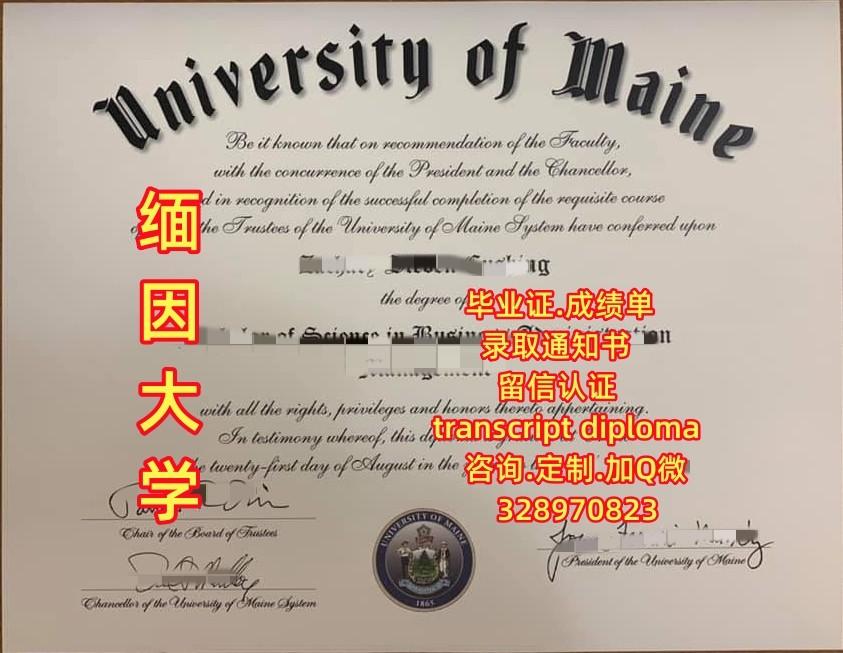 University of Maine
Be it known that on recommendation of the Faculty,
with the concurrence of the President and the Chancellor,
in recognition of the successful completion of the requisite course
the Trustees of the University of Maine System have conferred upon
the degree
of Science in
with all the rights, privileges and honors thereto appertaining.
In testimony whereof, this
twenty-first day of August in the
Chair of the Board of Trustees
Chancellor of the University of Maine System
UNIVERSITY OF MAINE
1865
President of the University of Maine
缅因大学
毕业证.成绩单
录取通知书
留信认证
transcript diploma
咨询.定制.加Q微
328970823